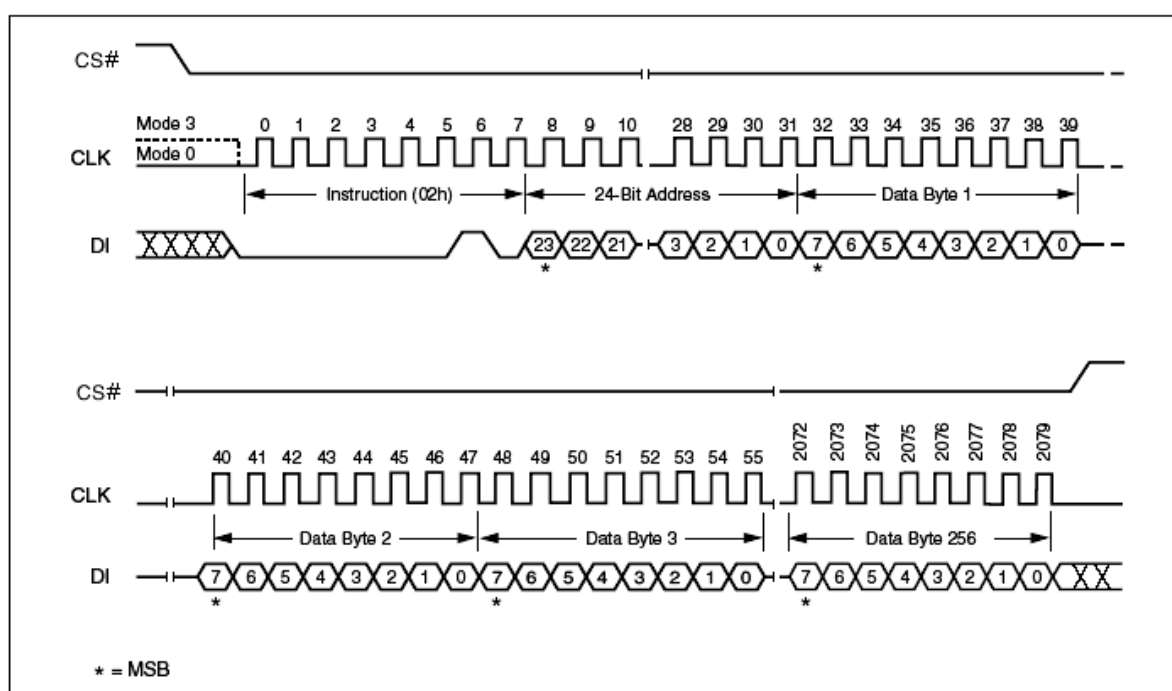 CS#
Mode 3
0 1 2 3 4 5 6 7 8 9 10 28 29 30 31 32 33 34 35 36 37 38 39
CLK
Mode 0
Instruction (02h) 24-Bit Address Data Byte 1
DI 23 22 21 3 2 1 0 7 6 5 4 3 2 1 0
* *
CS#
40 41 42 43 44 45 46 47 48 49 50 51 52 53 54 55 2072 2073 2074 2075 2076 2077 2078 2079
CLK
Data Byte 2 Data Byte 3 Data Byte 256
DI 7 6 5 4 3 2 1 0 7 6 5 4 3 2 1 0 7 6 5 4 3 2 1 0
* * *
* = MSB